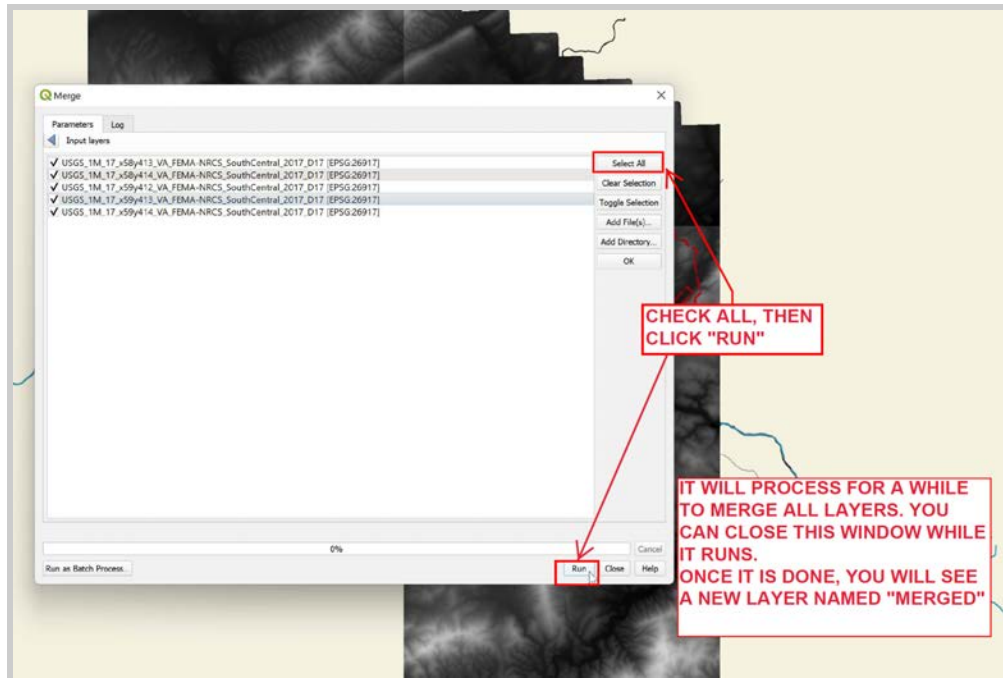 Merge
Parameters Log
Input layers
USGS_1M_17_x58y413_VA_FEMA-NRCS_SouthCentral_2017_D17 [EPSG:26917]
USGS_1M_17_x58y414_VA_FEMA-NRCS_SouthCentral_2017_D17 [EPSG:26917]
USGS_1M_17_x59y412_VA_FEMA-NRCS_SouthCentral_2017_D17 [EPSG:26917]
USGS_1M_17_x59y413_VA_FEMA-NRCS_SouthCentral_2017_D17 [EPSG:26917]
USGS_1M_17_x59y414_VA_FEMA-NRCS_SouthCentral_2017_D17 [EPSG:26917]
Select All
Clear Selection
Toggle Selection
Add File(s)...
Add Directory...
OK
CHECK ALL, THEN
CLICK "RUN"
IT WILL PROCESS FOR A WHILE
TO MERGE ALL LAYERS. YOU
CAN CLOSE THIS WINDOW WHILE
IT RUNS.
ONCE IT IS DONE, YOU WILL SEE
A NEW LAYER NAMED "MERGED"
0%
Cancel
Run as Batch Process...
Run Close Help